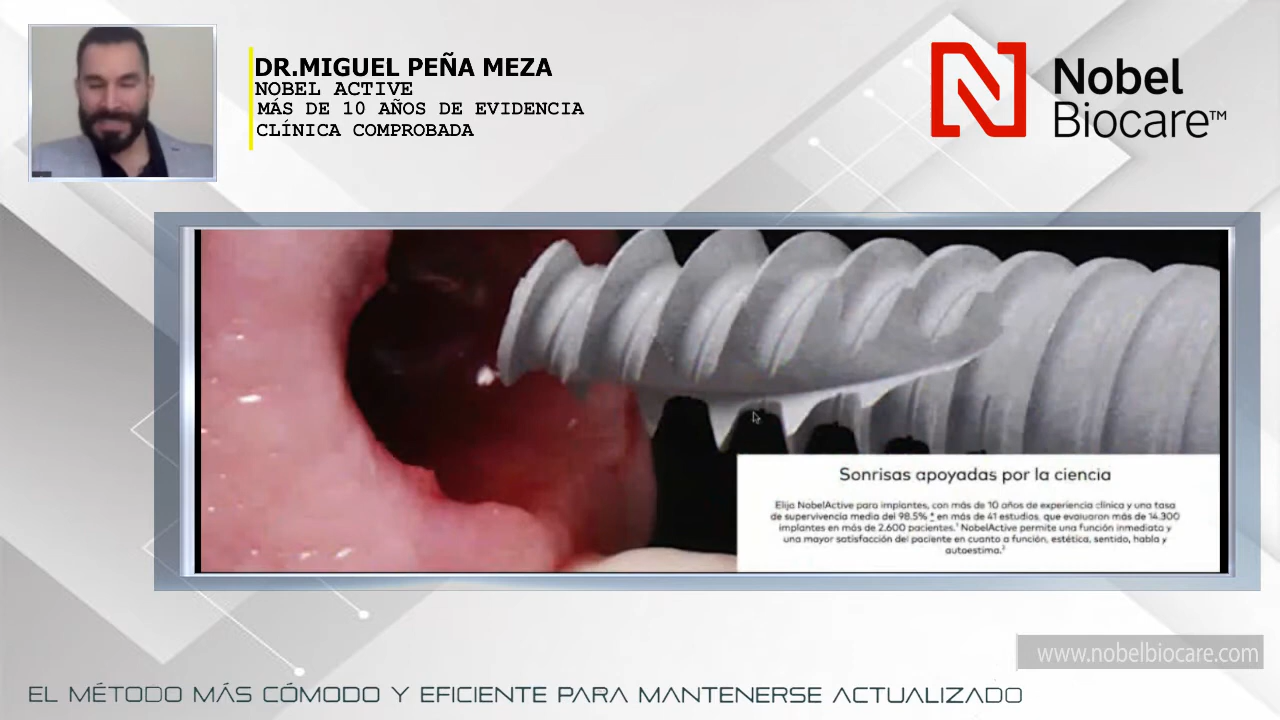 DR.MIGUEL PEÑA MEZA
NOBEL ACTIVE
MÁS DE 10 AÑOS DE EVIDENCIA
CLÍNICA COMPROBADA
Nobel
Biocare™
Sonrisas apoyadas por la ciencia
Elija NobelActive para implantes, con más de 10 años de experiencia clínica y una tasa
de supervivencia media del 98.5% * en más de 41 estudios, que evaluaron más de 14.300
implantes en más de 2.600 pacientes.¹ NobelActive permite una función inmediata y
una mayor satisfacción del paciente en cuanto a función, estética, sentido, habla y
autoestima.²
www.nobelbiocare.com
EL MÉTODO MÁS CÓMODO Y EFICIENTE PARA MANTENERSE ACTUALIZADO